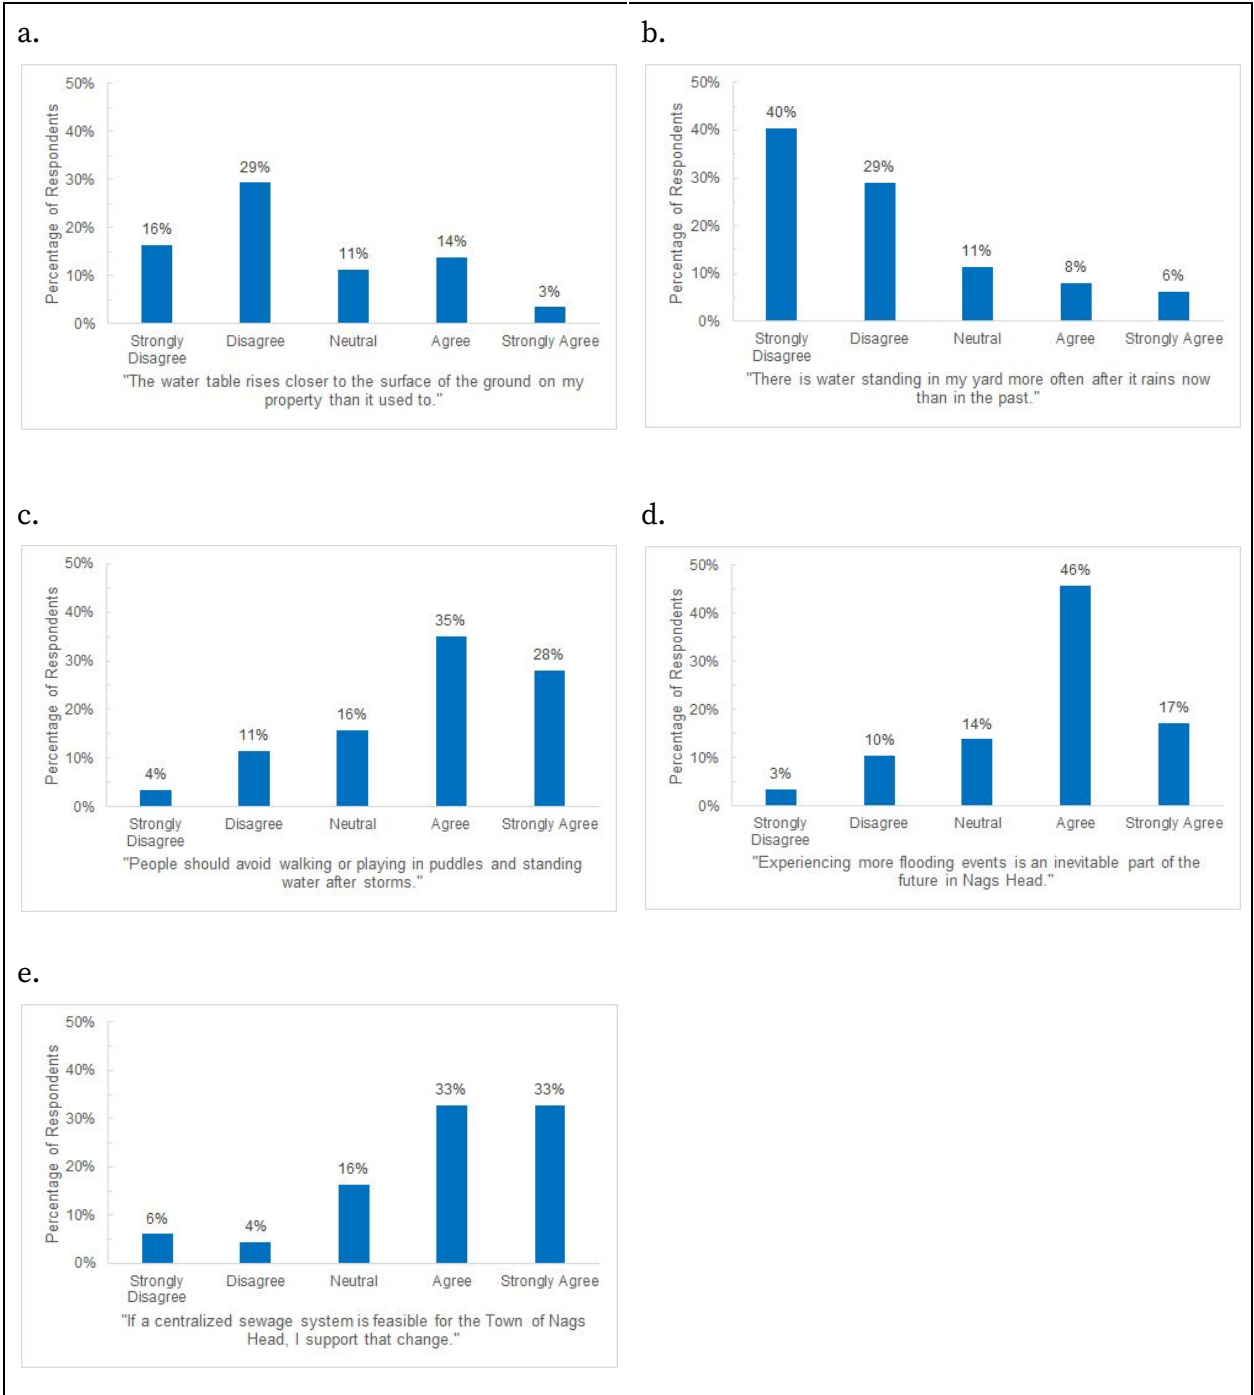 a.
50%
40%
30%
20%
10%
0%
Percentage of Respondents
16%
29%
11%
14%
3%
Strongly
Disagree
Disagree
Neutral
Agree
Strongly Agree
"The water table rises closer to the surface of the ground on my
property than it used to."
b.
50%
40%
30%
20%
10%
0%
Percentage of Respondents
40%
29%
11%
8%
6%
Strongly
Disagree
Disagree
Neutral
Agree
Strongly Agree
"There is water standing in my yard more often after it rains now
than in the past."
c.
50%
40%
30%
20%
10%
0%
Percentage of Respondents
4%
11%
16%
35%
28%
Strongly
Disagree
Disagree
Neutral
Agree
Strongly Agree
"People should avoid walking or playing in puddles and standing
water after storms."
d.
50%
40%
30%
20%
10%
0%
Percentage of Respondents
3%
10%
14%
46%
17%
Strongly
Disagree
Disagree
Neutral
Agree
Strongly Agree
"Experiencing more flooding events is an inevitable part of the
future in Nags Head."
e.
50%
40%
30%
20%
10%
0%
Percentage of Respondents
6%
4%
16%
33%
33%
Strongly
Disagree
Disagree
Neutral
Agree
Strongly Agree
"If a centralized sewage system is feasible for the Town of Nags
Head, I support that change."